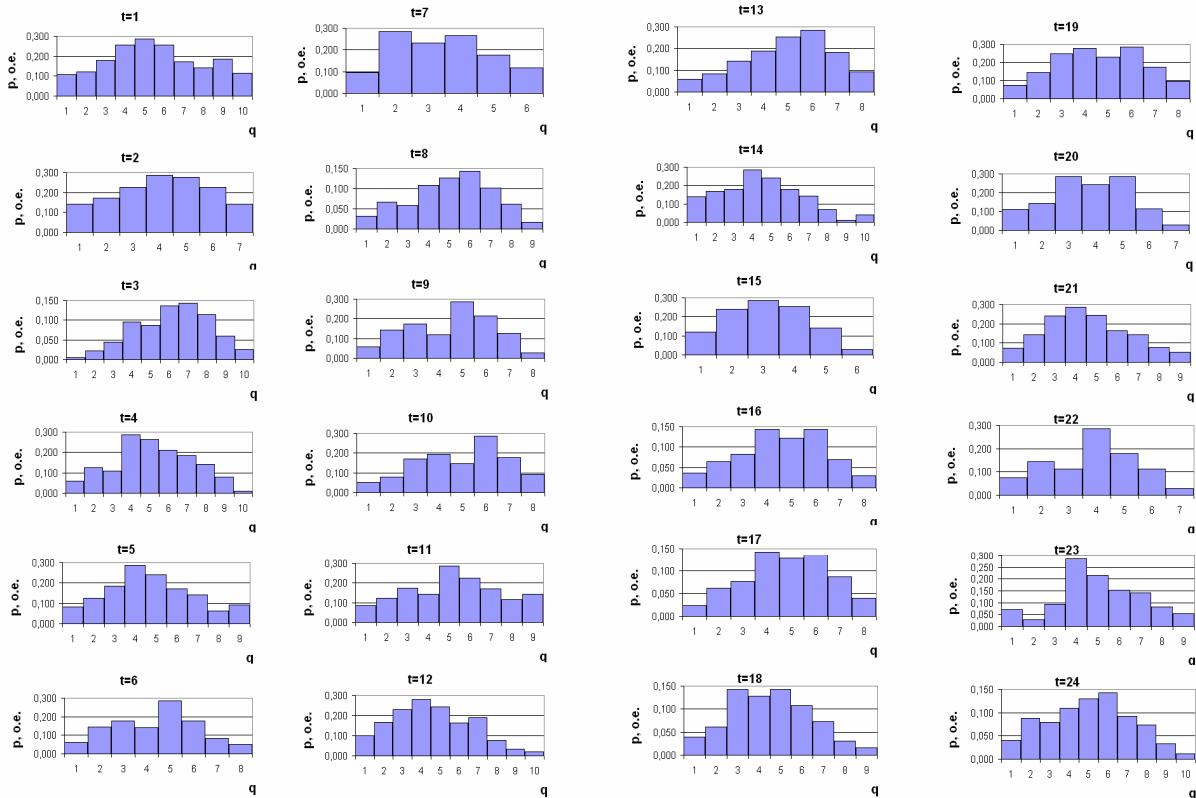 t=1
p, o.e.
0,300
0,200
0,100
0,000
1 2 3 4 5 6 7 8 9 10
q
t=2
p, o.e.
0,300
0,200
0,100
0,000
1 2 3 4 5 6 7
q
t=3
p, o.e.
0,150
0,100
0,050
0,000
1 2 3 4 5 6 7 8 9 10
q
t=4
p, o.e.
0,300
0,200
0,100
0,000
1 2 3 4 5 6 7 8 9 10
q
t=5
p, o.e.
0,300
0,200
0,100
0,000
1 2 3 4 5 6 7 8 9
q
t=6
p, o.e.
0,300
0,200
0,100
0,000
1 2 3 4 5 6 7 8
q
t=7
p, o.e.
0,300
0,200
0,100
0,000
1 2 3 4 5 6
q
t=8
p, o.e.
0,150
0,100
0,050
0,000
1 2 3 4 5 6 7 8 9
q
t=9
p, o.e.
0,300
0,200
0,100
0,000
1 2 3 4 5 6 7 8
q
t=10
p, o.e.
0,300
0,200
0,100
0,000
1 2 3 4 5 6 7 8
q
t=11
p, o.e.
0,300
0,200
0,100
0,000
1 2 3 4 5 6 7 8 9
q
t=12
p, o.e.
0,300
0,200
0,100
0,000
1 2 3 4 5 6 7 8 9 10
q
t=13
p, o.e.
0,300
0,200
0,100
0,000
1 2 3 4 5 6 7 8
q
t=14
p, o.e.
0,300
0,200
0,100
0,000
1 2 3 4 5 6 7 8 9 10
q
t=15
p, o.e.
0,300
0,200
0,100
0,000
1 2 3 4 5 6
q
t=16
p, o.e.
0,150
0,100
0,050
0,000
1 2 3 4 5 6 7 8
q
t=17
p, o.e.
0,150
0,100
0,050
0,000
1 2 3 4 5 6 7 8
q
t=18
p, o.e.
0,150
0,100
0,050
0,000
1 2 3 4 5 6 7 8 9
q
t=19
p, o.e.
0,300
0,200
0,100
0,000
1 2 3 4 5 6 7 8
q
t=20
p, o.e.
0,300
0,200
0,100
0,000
1 2 3 4 5 6 7
q
t=21
p, o.e.
0,300
0,200
0,100
0,000
1 2 3 4 5 6 7 8 9
q
t=22
p, o.e.
0,300
0,200
0,100
0,000
1 2 3 4 5 6 7
q
t=23
p, o.e.
0,300
0,250
0,200
0,150
0,100
0,050
0,000
1 2 3 4 5 6 7 8 9
q
t=24
p, o.e.
0,150
0,100
0,050
0,000
1 2 3 4 5 6 7 8 9 10
q